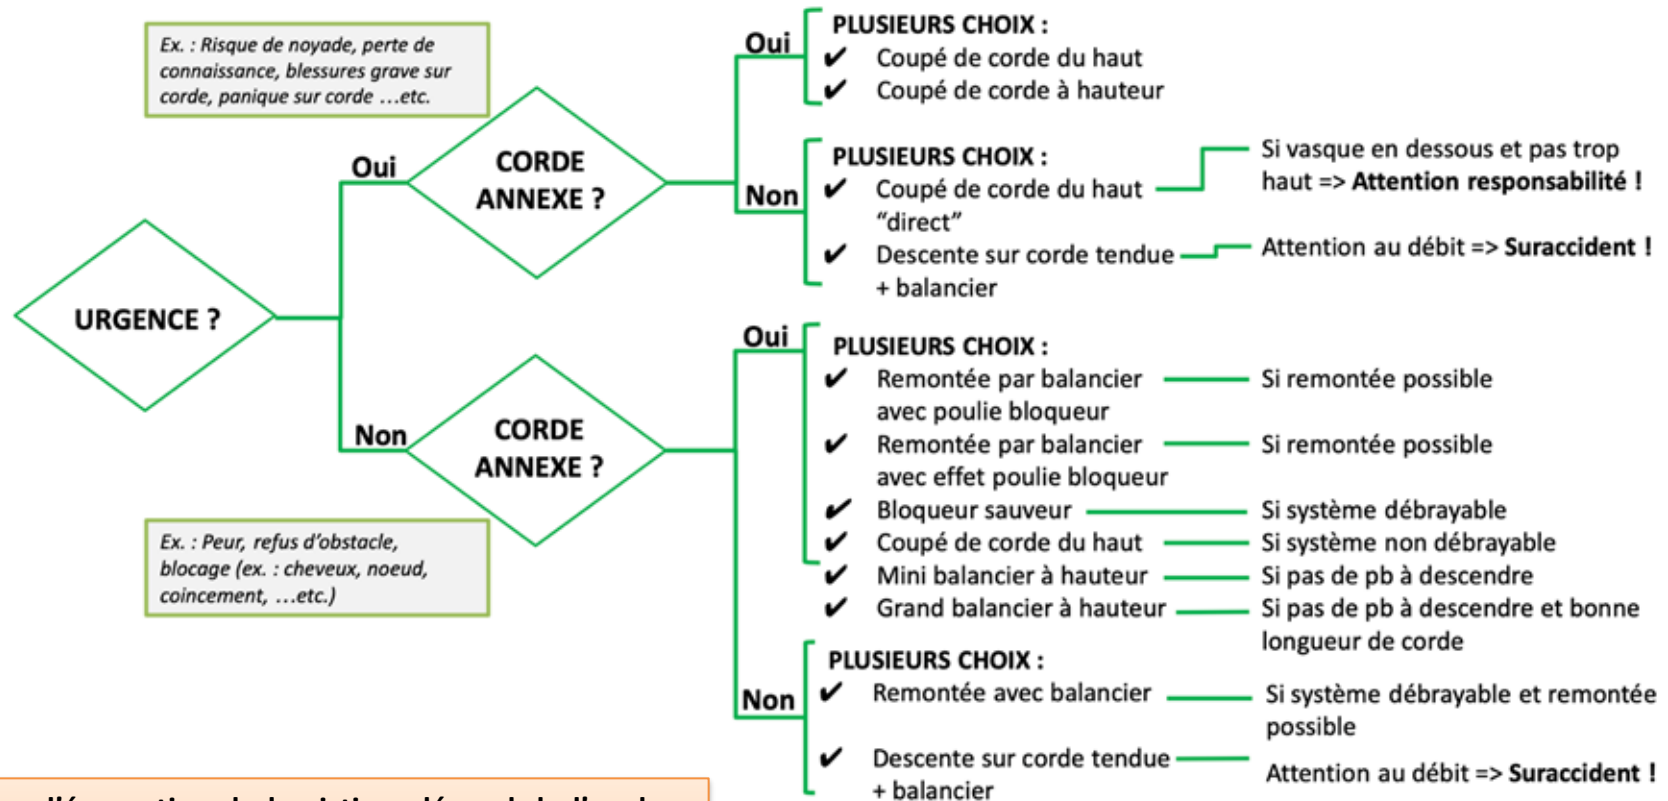 Ex. : Risque de noyade, perte de
connaissance, blessures grave sur
corde, panique sur corde ...etc.
URGENCE ?
Oui
CORDE
ANNEXE ?
Oui
PLUSIEURS CHOIX :
✔ Coupé de corde du haut
✔ Coupé de corde à hauteur
Non
PLUSIEURS CHOIX :
✔ Coupé de corde du haut
“direct”
Si vasque en dessous et pas trop
haut => Attention responsabilité !
✔ Descente sur corde tendue
+ balancier
Attention au débit => Suraccident !
Non
CORDE
ANNEXE ?
Ex. : Peur, refus d’obstacle,
blocage (ex. : cheveux, noeud,
coincement, ...etc.)
Oui
PLUSIEURS CHOIX :
✔ Remontée par balancier
avec poulie bloqueur
Si remontée possible
✔ Remontée par balancier
avec effet poulie bloqueur
Si remontée possible
✔ Bloqueur sauveur
Si système débrayable
✔ Coupé de corde du haut
Si système non débrayable
✔ Mini balancier à hauteur
Si pas de pb à descendre
✔ Grand balancier à hauteur
Si pas de pb à descendre et bonne
longueur de corde
Non
PLUSIEURS CHOIX :
✔ Remontée avec balancier
Si système débrayable et remontée
possible
✔ Descente sur corde tendue
+ balancier
Attention au débit => Suraccident !